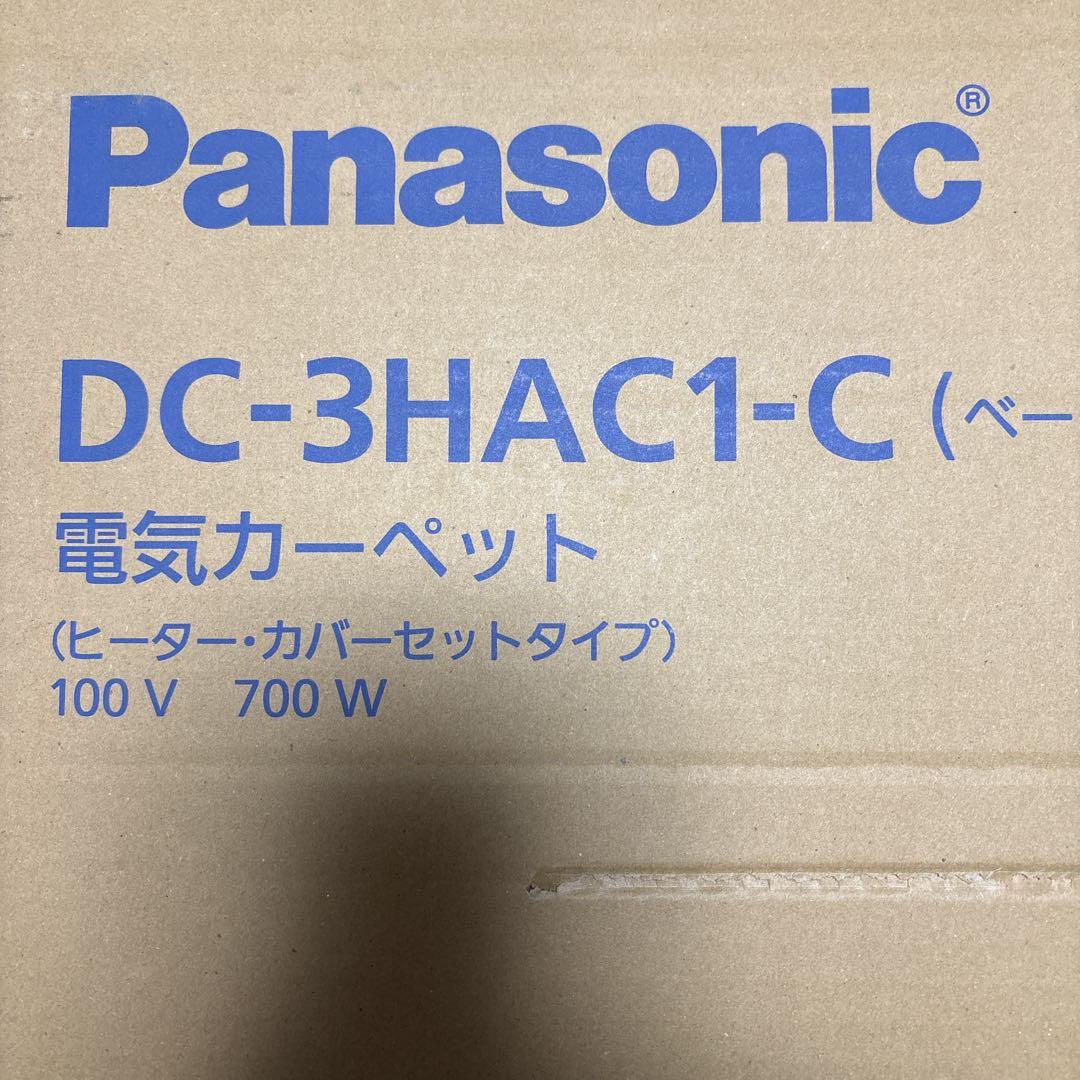 Panasonic®
DC-3HAC1-C (ベー
電気カーペット
(ヒーター・カバーセットタイプ)
100 V 700 W